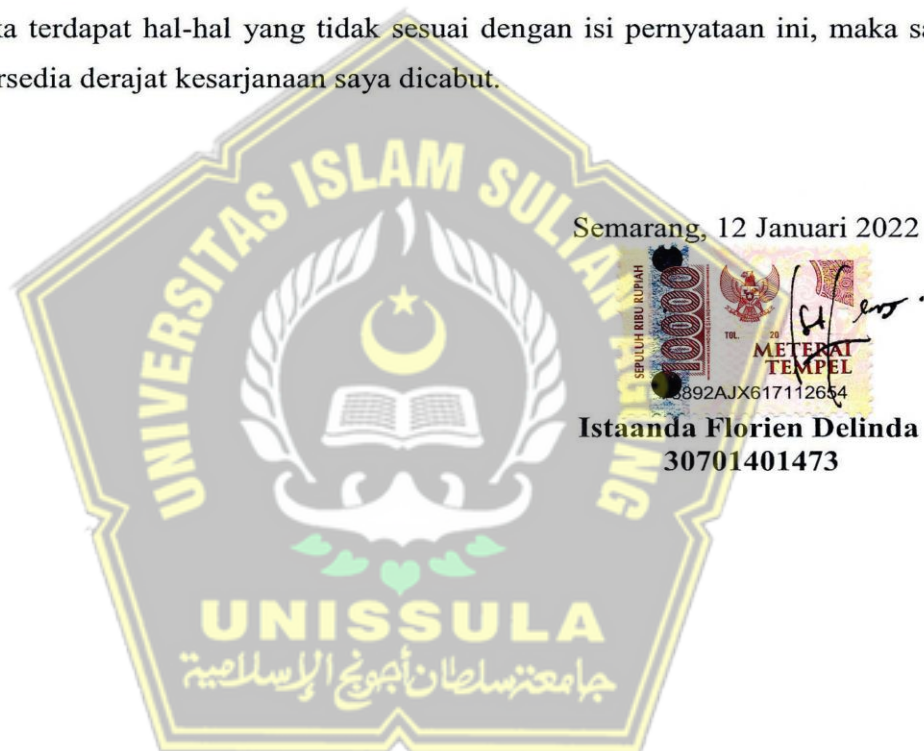 ka terdapat hal-hal yang tidak sesuai dengan isi pernyataan ini, maka sa
rsedia derajat kesarjanaan saya dicabut.
Semarang, 12 Januari 2022
SEPULUH RIBU RUPIAH
10000
TGL. 20
METERAI
TEMPEL
892AJX617112654
Istaanda Florien Delinda
30701401473
UNIVERSITAS ISLAM SULTAN AGUNG
UNISSULA
جامعة سلطان أجونج الإسلامية